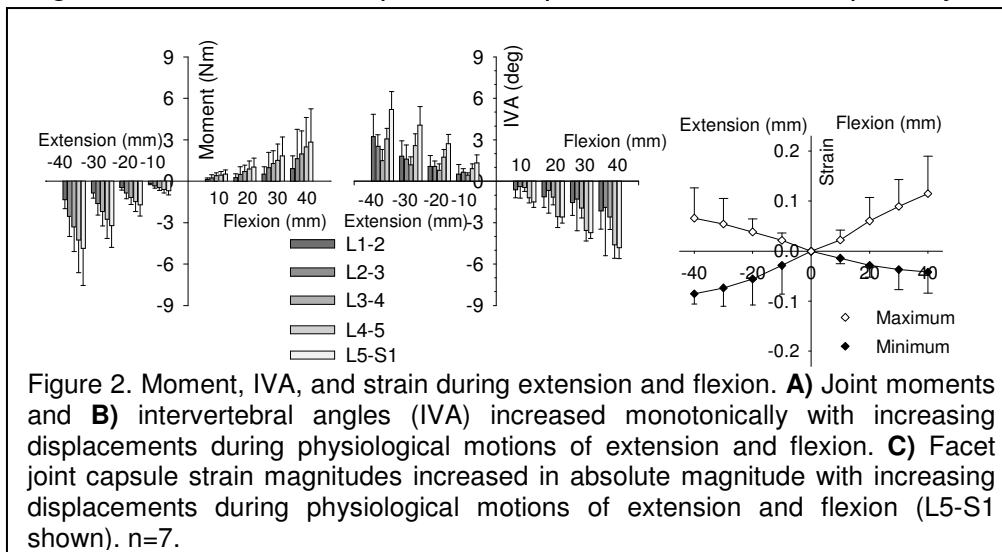 9
6
3
0
-3
-6
-9
Moment (Nm)
Extension (mm)
-40 -30 -20 -10
10 20 30 40
Flexion (mm)
9
6
3
0
-3
-6
-9
IVA (deg)
Flexion (mm)
10 20 30 40
-40 -30 -20 -10
Extension (mm)
L1-2
L2-3
L3-4
L4-5
L5-S1
Extension (mm) Flexion (mm)
Strain
0.2
0.1
0.0
-0.1
-0.2
-40 -20 0 20 40
Maximum
Minimum
Figure 2. Moment, IVA, and strain during extension and flexion. A) Joint moments
and B) intervertebral angles (IVA) increased monotonically with increasing
displacements during physiological motions of extension and flexion. C) Facet
joint capsule strain magnitudes increased in absolute magnitude with increasing
displacements during physiological motions of extension and flexion (L5-S1
shown). n=7.